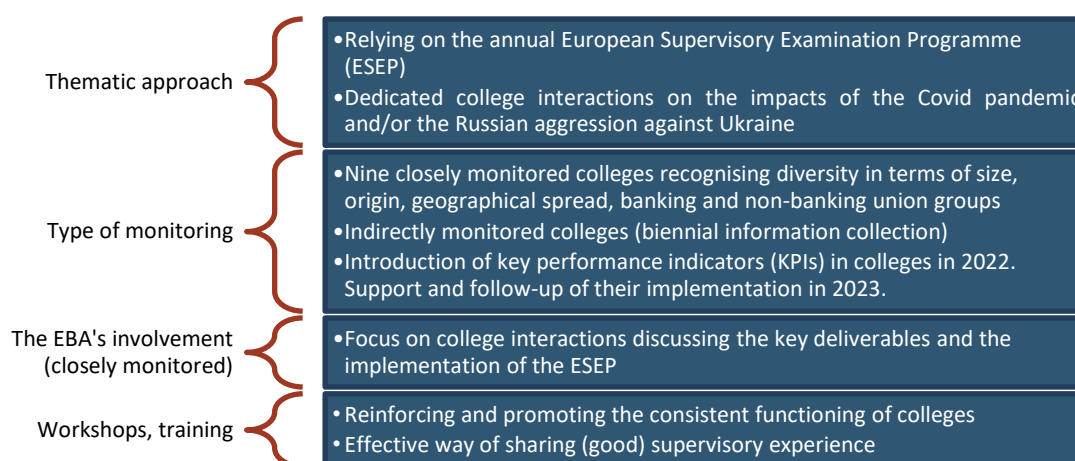 Thematic approach
•Relying on the annual European Supervisory Examination Programme
(ESEP)
•Dedicated college interactions on the impacts of the Covid pandemic
and/or the Russian aggression against Ukraine
Type of monitoring
•Nine closely monitored colleges recognising diversity in terms of size,
origin, geographical spread, banking and non-banking union groups
•Indirectly monitored colleges (biennial information collection)
•Introduction of key performance indicators (KPIs) in colleges in 2022.
Support and follow-up of their implementation in 2023.
The EBA's involvement
(closely monitored)
•Focus on college interactions discussing the key deliverables and the
implementation of the ESEP
Workshops, training
• Reinforcing and promoting the consistent functioning of colleges
• Effective way of sharing (good) supervisory experience